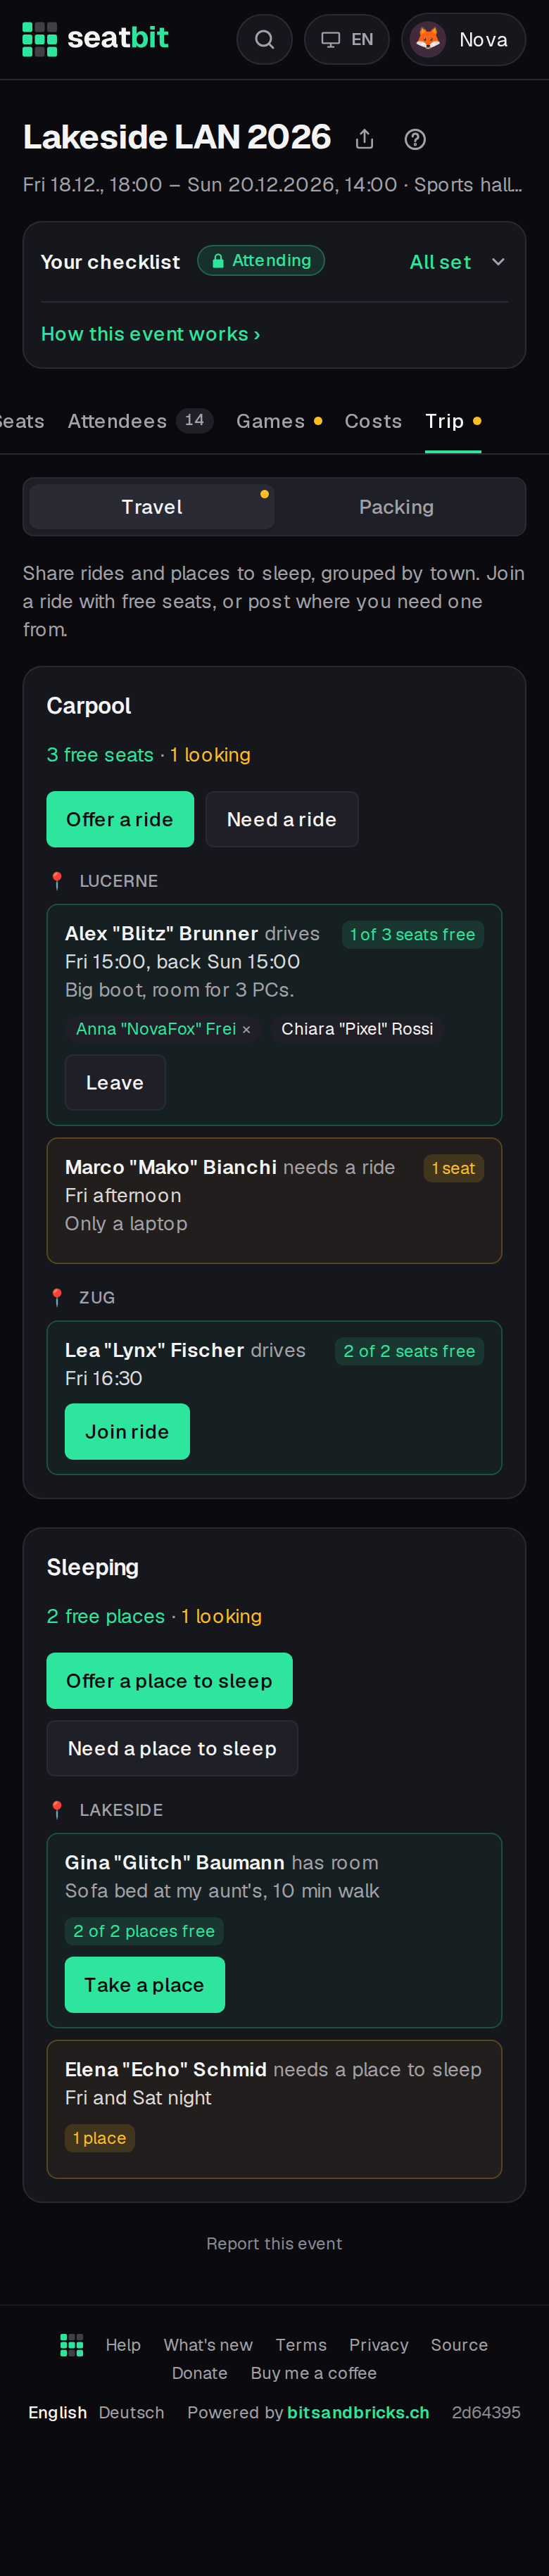 seatbit
EN
Nova
Lakeside LAN 2026
Fri 18.12., 18:00 – Sun 20.12.2026, 14:00 · Sports hall...
Your checklist
Attending
All set
How this event works ›
Seats
Attendees 14
Games
Costs
Trip
Travel
Packing
Share rides and places to sleep, grouped by town. Join
a ride with free seats, or post where you need one
from.
Carpool
3 free seats · 1 looking
Offer a ride
Need a ride
LUCERNE
Alex "Blitz" Brunner drives
1 of 3 seats free
Fri 15:00, back Sun 15:00
Big boot, room for 3 PCs.
Anna "NovaFox" Frei ×
Chiara "Pixel" Rossi
Leave
Marco "Mako" Bianchi needs a ride
1 seat
Fri afternoon
Only a laptop
ZUG
Lea "Lynx" Fischer drives
2 of 2 seats free
Fri 16:30
Join ride
Sleeping
2 free places · 1 looking
Offer a place to sleep
Need a place to sleep
LAKESIDE
Gina "Glitch" Baumann has room
Sofa bed at my aunt's, 10 min walk
2 of 2 places free
Take a place
Elena "Echo" Schmid needs a place to sleep
Fri and Sat night
1 place
Report this event
Help What's new Terms Privacy Source
Donate Buy me a coffee
English Deutsch Powered by bitsandbricks.ch 2d64395